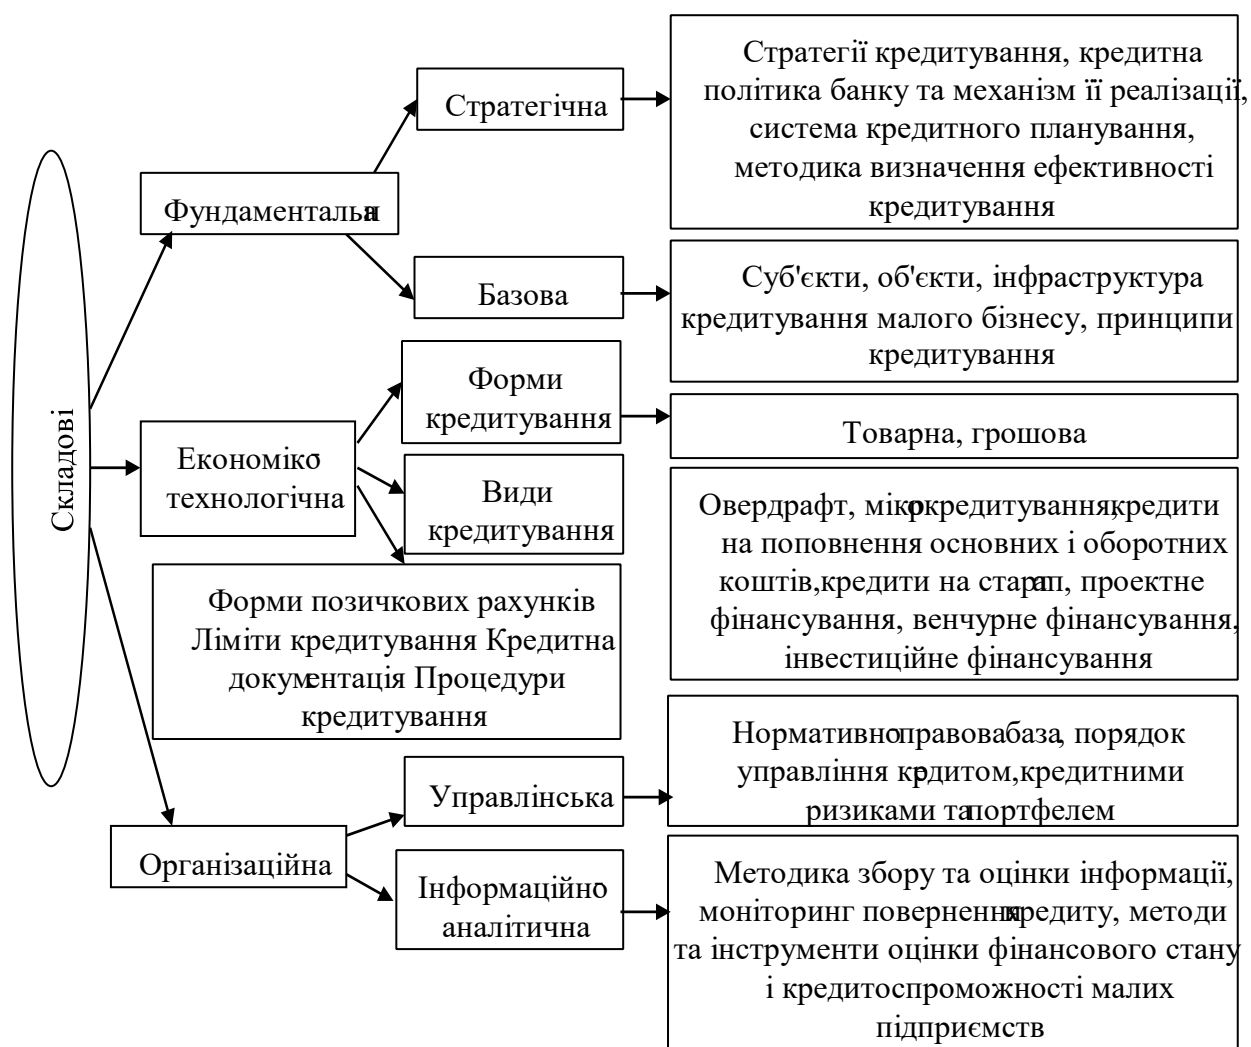 Складові
Фундаментальна
Стратегічна
Стратегії кредитування, кредитна
політика банку та механізм її реалізації,
система кредитного планування,
методика визначення ефективності
кредитування
Базова
Суб'єкти, об'єкти, інфраструктура
кредитування малого бізнесу, принципи
кредитування
Економіко-
технологічна
Форми
кредитування
Товарна, грошова
Види
кредитування
Овердрафт, мікрокредитування,кредити
на поповнення основних і оборотних
коштів,кредити на стартап, проектне
фінансування, венчурне фінансування,
інвестиційне фінансування
Форми позичкових рахунків
Ліміти кредитування Кредитна
документація Процедури
кредитування
Організаційна
Управлінська
Нормативно-правова база, порядок
управління кредитом,кредитними
ризиками та портфелем
Інформаційно-
аналітична
Методика збору та оцінки інформації,
моніторинг повернення кредиту, методи
та інструменти оцінки фінансового стану
і кредитоспроможності малих
підприємств